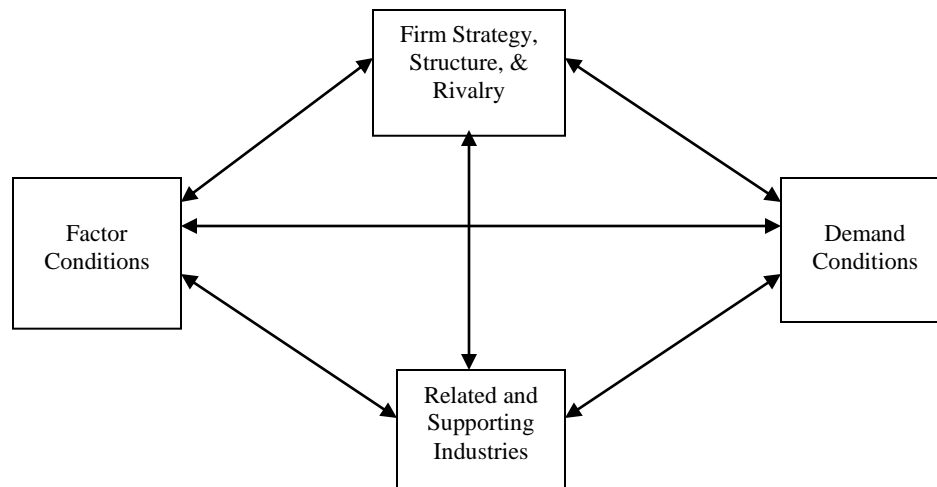 Firm Strategy,
Structure, &
Rivalry
Factor
Conditions
Demand
Conditions
Related and
Supporting
Industries